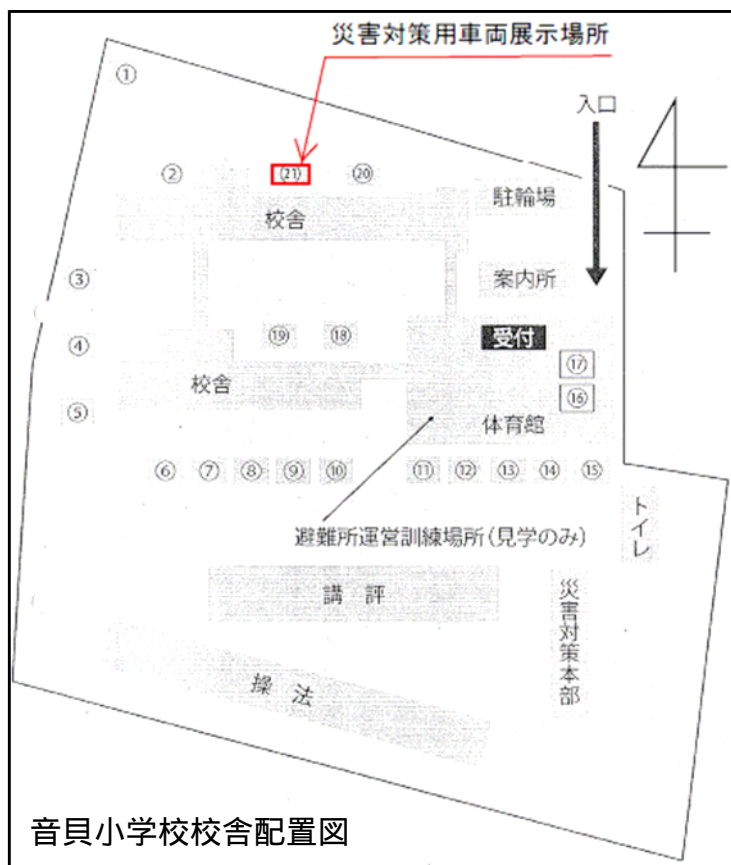 災害対策用車両展示場所
入口
①
② (21) ⑳
校舎
駐輪場
③
案内所
④
⑲ ⑱
受付
⑰
校舎
⑯
⑤
体育館
⑥ ⑦ ⑧ ⑨ ⑩ ⑪ ⑫ ⑬ ⑭ ⑮
トイレ
避難所運営訓練場所(見学のみ)
講 評
災害対策本部
操 法
音貝小学校校舎配置図